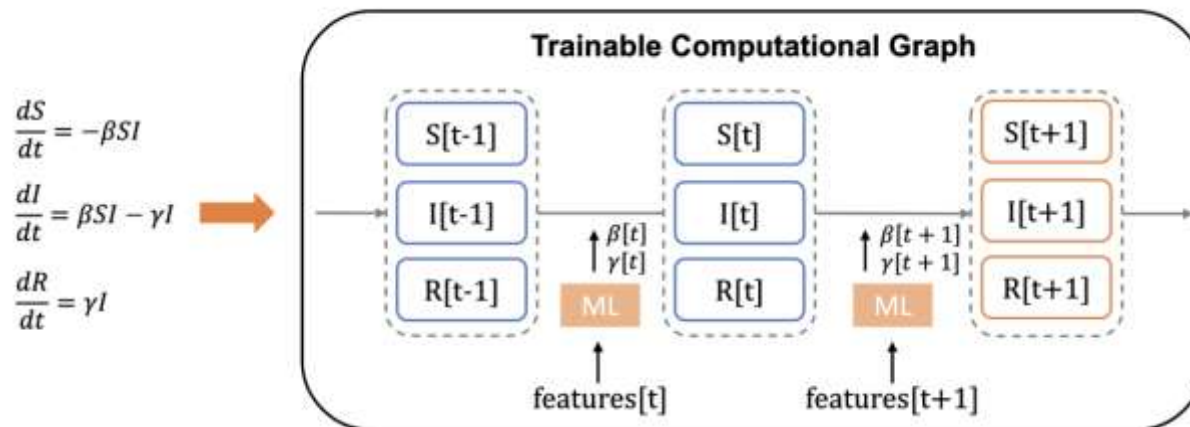 Trainable Computational Graph
dS/dt = −βSI
dI/dt = βSI − γI
dR/dt = γI
S[t-1]
I[t-1]
R[t-1]
β[t]
γ[t]
ML
features[t]
S[t]
I[t]
R[t]
β[t + 1]
γ[t + 1]
ML
features[t+1]
S[t+1]
I[t+1]
R[t+1]